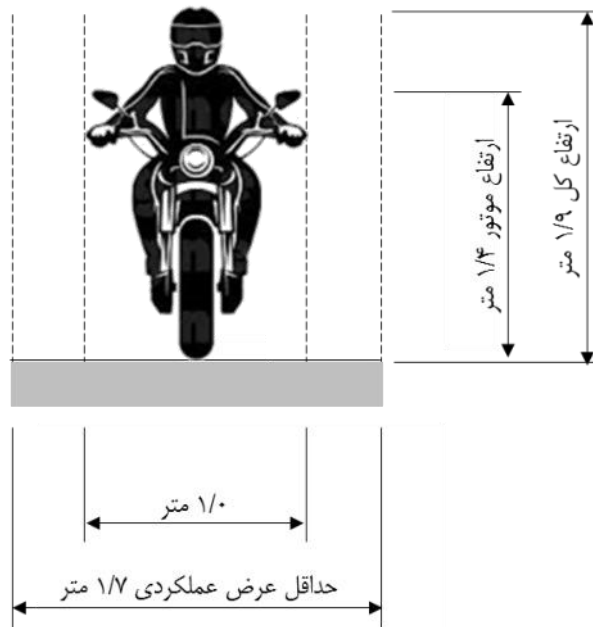 ارتفاع کل ۱/۹ متر
ارتفاع موتور ۱/۴ متر
۱/۰ متر
حداقل عرض عملکردی ۱/۷ متر